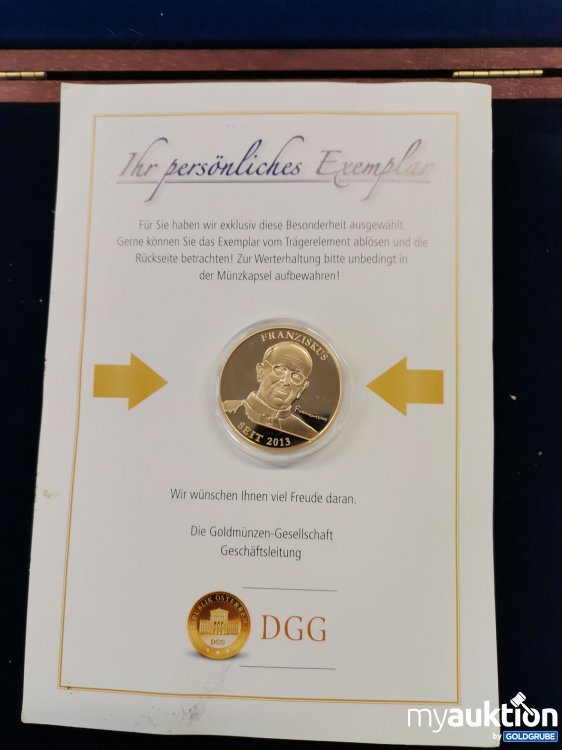 Ihr persönliches Exemplar
Für Sie haben wir exklusiv diese Besonderheit ausgewählt.
Gerne können Sie das Exemplar vom Trägerelement ablösen und die
Rückseite betrachten! Zur Werterhaltung bitte unbedingt in
der Münzkapsel aufbewahren!
FRANZISKUS
SEIT 2013
Wir wünschen Ihnen viel Freude daran.
Die Goldmünzen-Gesellschaft
Geschäftsleitung
REPUBLIK ÖSTERREICH
DGG
DGG
myauktion
by GOLDGRUBE